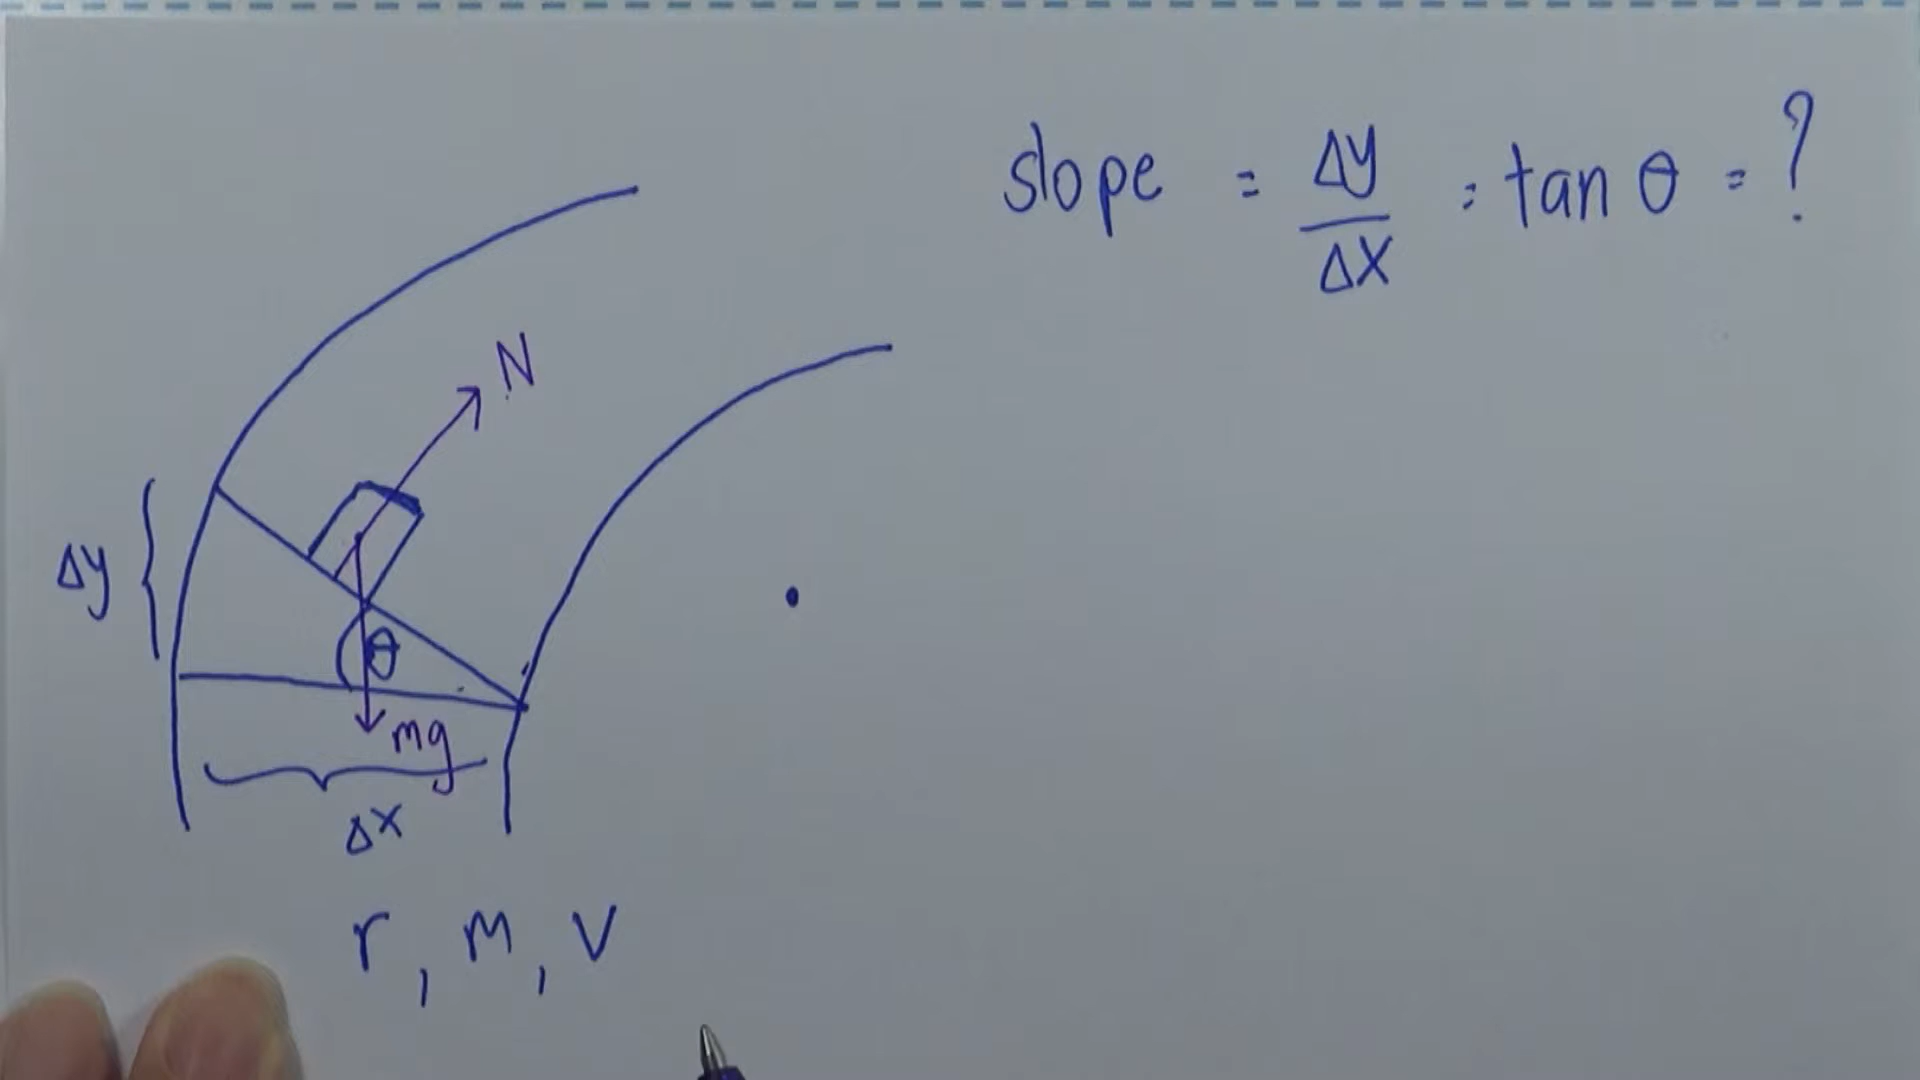 slope = Δy/Δx = tan θ = ?
N
Δy
θ
mg
Δx
r, m, v